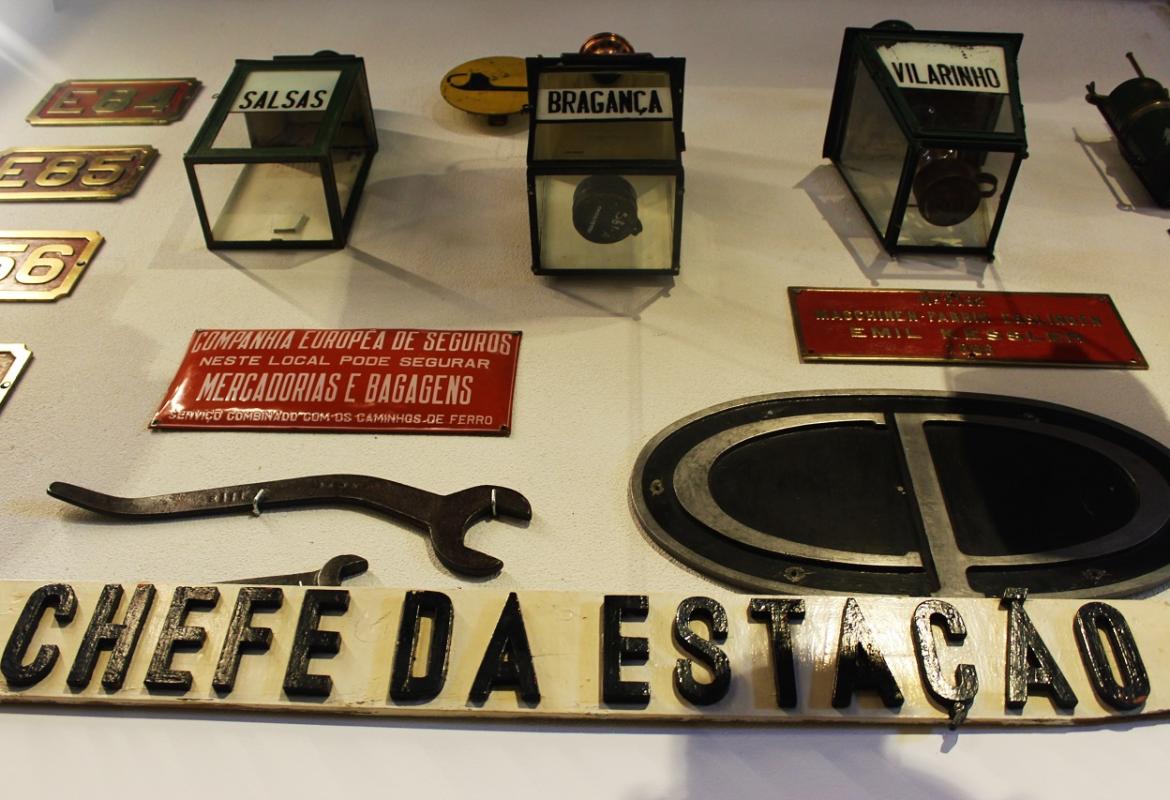 E84
SALSAS
BRAGANÇA
VILARINHO
E85
56
COMPANHIA EUROPÊA DE SEGUROS
NESTE LOCAL PODE SEGURAR
MERCADORIAS E BAGAGENS
SERVIÇO COMBINADO COM OS CAMINHOS DE FERRO
MASCHINEN-FABRIK ESSLINGEN
EMIL KESSLER
CHEFE DA ESTAÇÃO